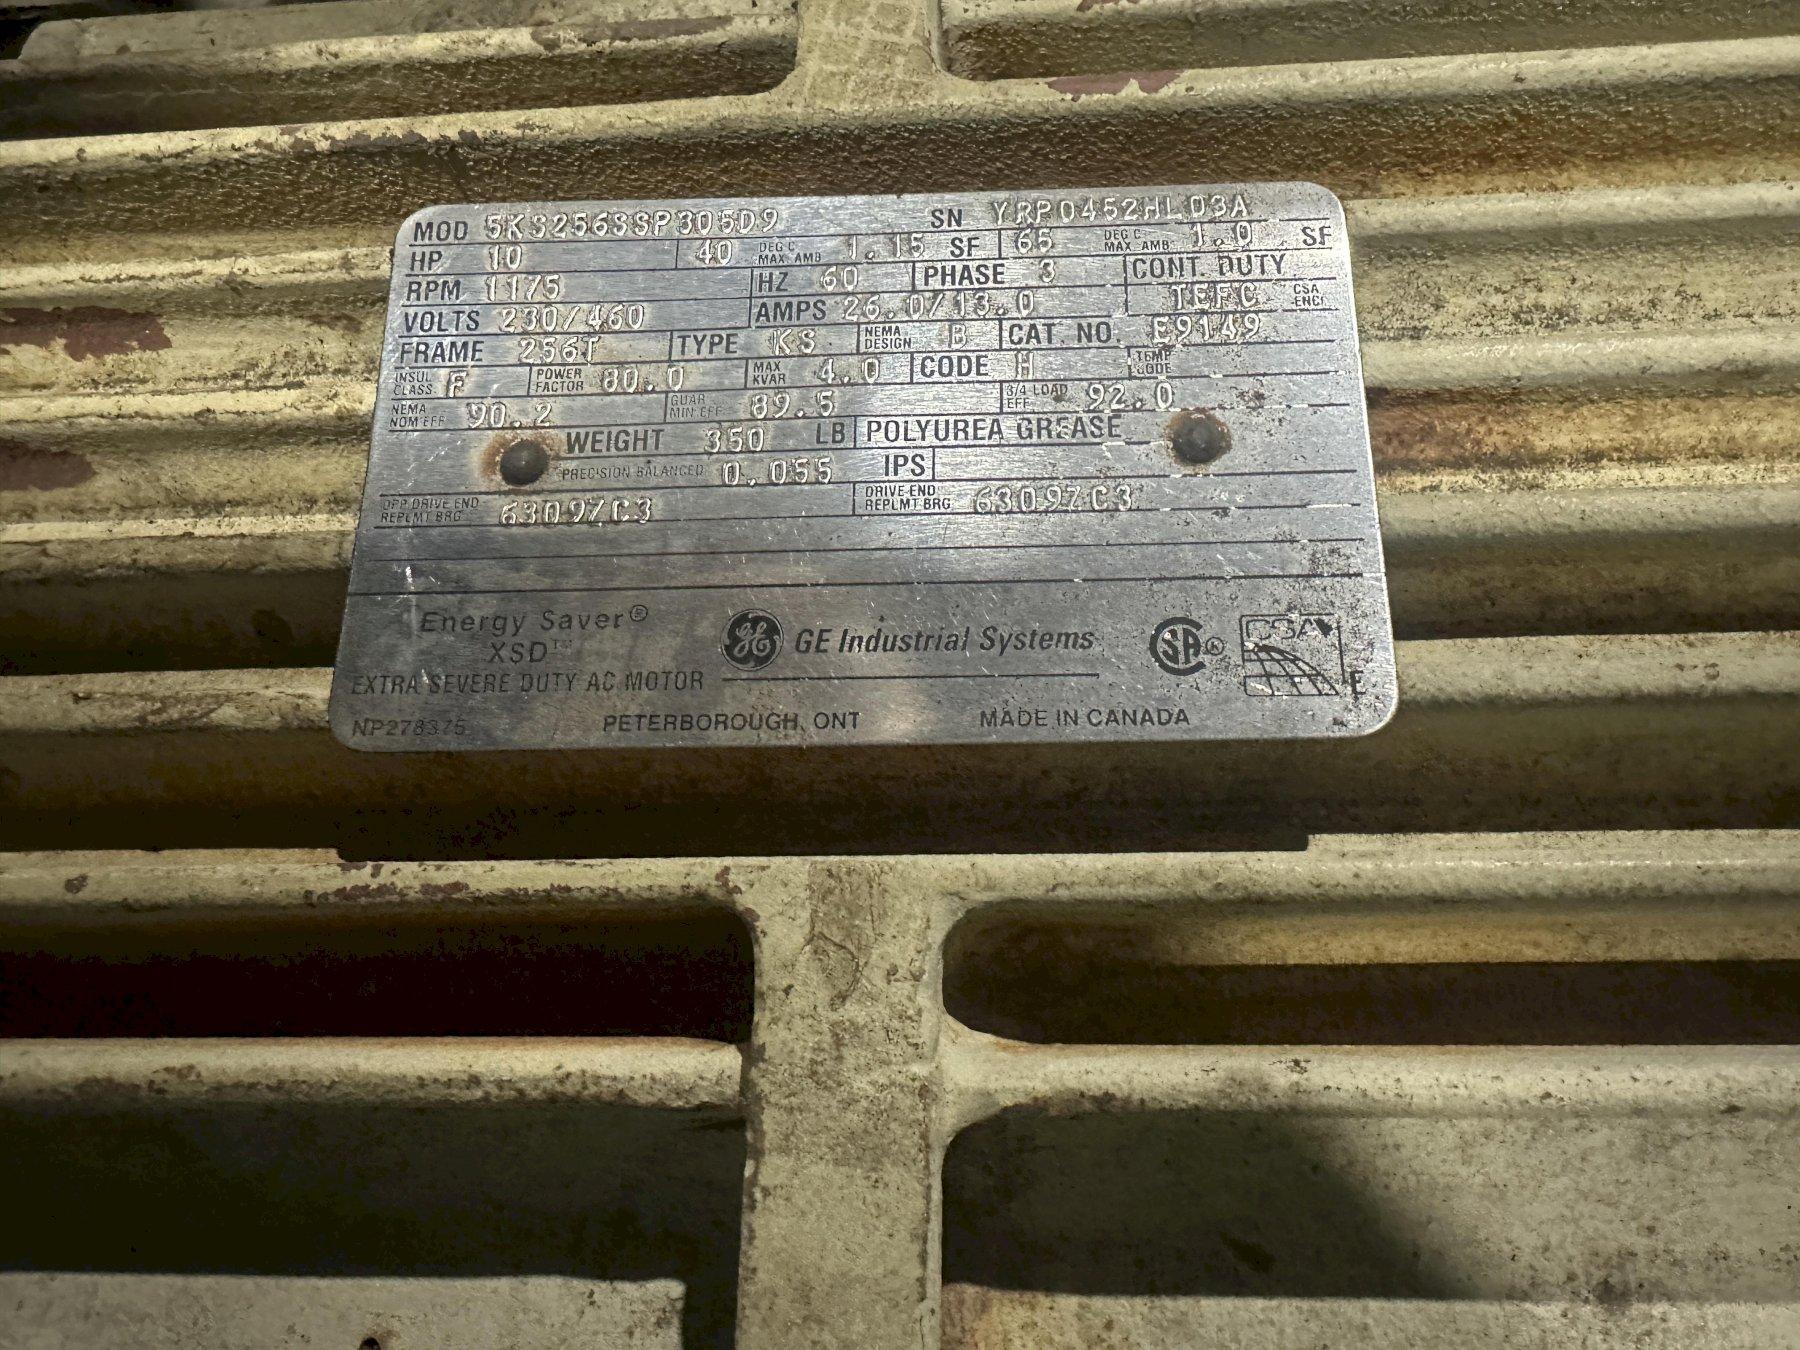 MOD 5KS256SSP305D9 SN YRP0452HL03A
HP 10 40 DEG C MAX AMB 1.15 SF 65 DEG C MAX AMB 1.0 SF
RPM 1175 HZ 60 PHASE 3 CONT. DUTY
VOLTS 230/460 AMPS 26.0/13.0 TEFC CSA ENCL
FRAME 256T TYPE KS NEMA DESIGN B CAT. NO. E9149
INSUL CLASS F POWER FACTOR 80.0 MAX KVAR 4.0 CODE H TEMP CODE
NEMA NOM EFF 90.2 GUAR MIN EFF 89.5 3/4 LOAD EFF 92.0
WEIGHT 350 LB POLYUREA GREASE
PRECISION BALANCED 0.055 IPS
OPP DRIVE END REPLMT BRG 6309ZC3 DRIVE END REPLMT BRG 6309ZC3
Energy Saver®
XSD™
EXTRA SEVERE DUTY AC MOTOR
GE GE Industrial Systems
SA ®
CSA
E
NP278375 PETERBOROUGH, ONT MADE IN CANADA